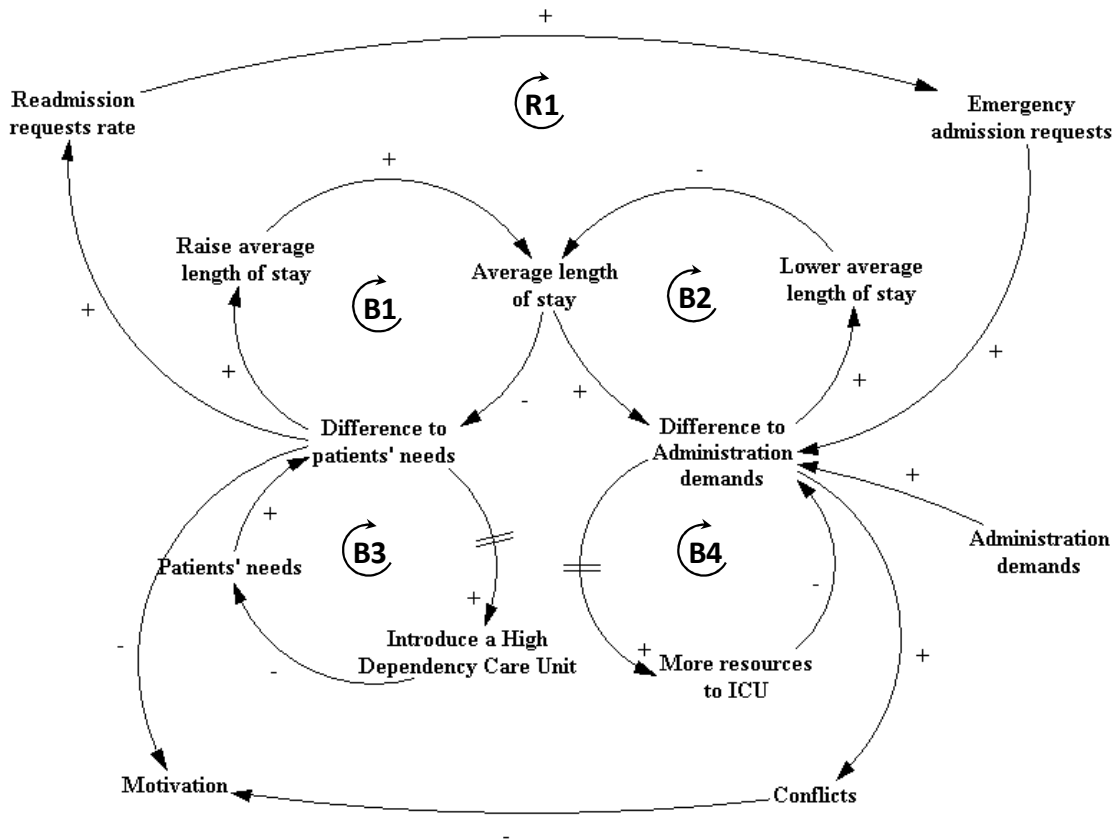 +
R1
Readmission
requests rate
Emergency
admission requests
+
-
Raise average
length of stay
Average length
of stay
Lower average
length of stay
B1
B2
+
+
+
-
+
+
Difference to
patients' needs
Difference to
Administration
demands
+
+
B3
B4
Administration
demands
Patients' needs
-
+
-
Introduce a High
Dependency Care Unit
+
More resources
to ICU
+
-
Motivation
Conflicts
-